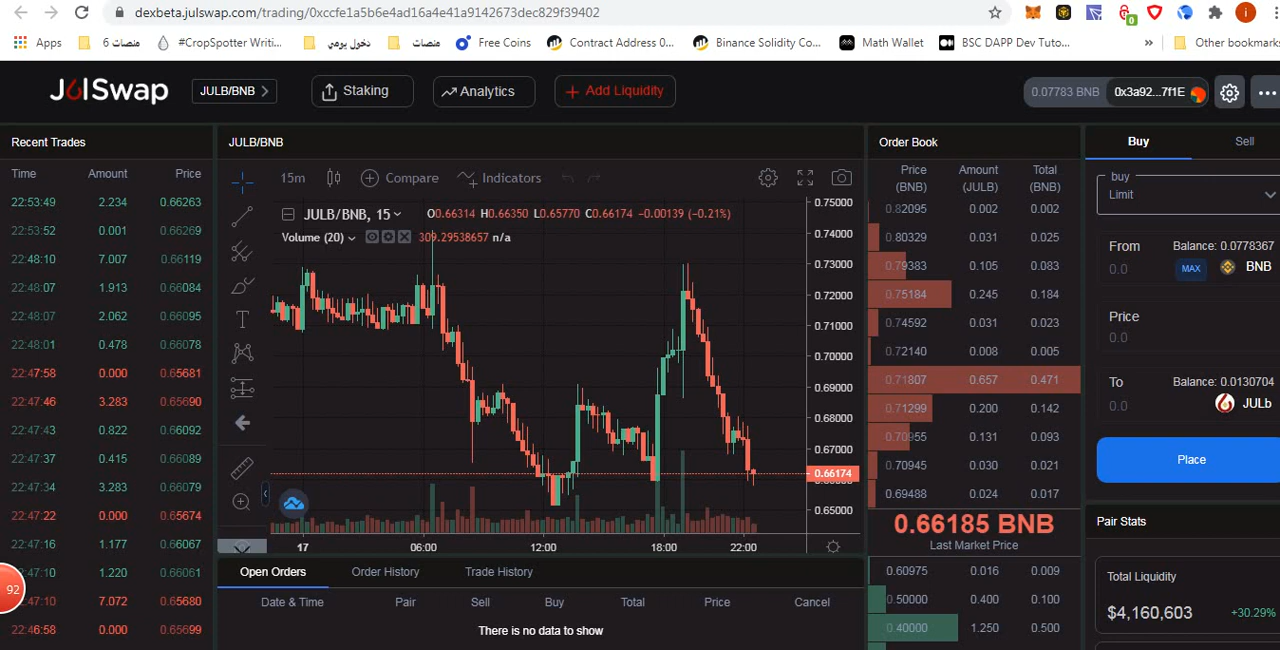 dexbeta.julswap.com/trading/0xccfe1a5b6e4ad16a4e41a9142673dec829f39402
0
i
Apps
منصات 6
#CropSpotter Writi...
دخول يومي
منصات
Free Coins
Contract Address 0...
Binance Solidity Co...
Math Wallet
BSC DAPP Dev Tuto...
»
Other bookmarks
JulSwap
JULB/BNB
Staking
Analytics
+ Add Liquidity
0.07783 BNB
0x3a92...7f1E
Recent Trades
Time Amount Price
22:53:49 2.234 0.66263
22:53:52 0.001 0.66269
22:48:10 7.007 0.66119
22:48:07 1.913 0.66084
22:48:07 2.062 0.66095
22:48:01 0.478 0.66078
22:47:58 0.000 0.65681
22:47:46 3.283 0.65690
22:47:43 0.822 0.66092
22:47:37 0.415 0.66089
22:47:34 3.283 0.66079
22:47:22 0.000 0.65674
22:47:16 1.177 0.66067
:47:10 1.220 0.66061
92
:47:10 7.072 0.65680
22:46:58 0.000 0.65699
JULB/BNB
15m
Compare
Indicators
JULB/BNB, 15
O0.66314 H0.66350 L0.65770 C0.66174 -0.00139 (-0.21%)
Volume (20)
309.29538657 n/a
0.75000
0.74000
0.73000
0.72000
0.71000
0.70000
0.69000
0.68000
0.67000
0.66174
0.65000
17 06:00 12:00 18:00 22:00
Open Orders
Order History
Trade History
Date & Time Pair Sell Buy Total Price Cancel
There is no data to show
Order Book
Price Amount Total
(BNB) (JULB) (BNB)
0.82095 0.002 0.002
0.80329 0.031 0.025
0.79383 0.105 0.083
0.75184 0.245 0.184
0.74592 0.031 0.023
0.72140 0.008 0.005
0.71807 0.657 0.471
0.71299 0.200 0.142
0.70955 0.131 0.093
0.70945 0.030 0.021
0.69488 0.024 0.017
0.66185 BNB
Last Market Price
0.60975 0.016 0.009
0.50000 0.400 0.100
0.40000 1.250 0.500
Buy
Sell
buy
Limit
From
Balance: 0.0778367
0.0
MAX
BNB
Price
0.0
To
Balance: 0.0130704
0.0
JULb
Place
Pair Stats
Total Liquidity
$4,160,603
+30.29%